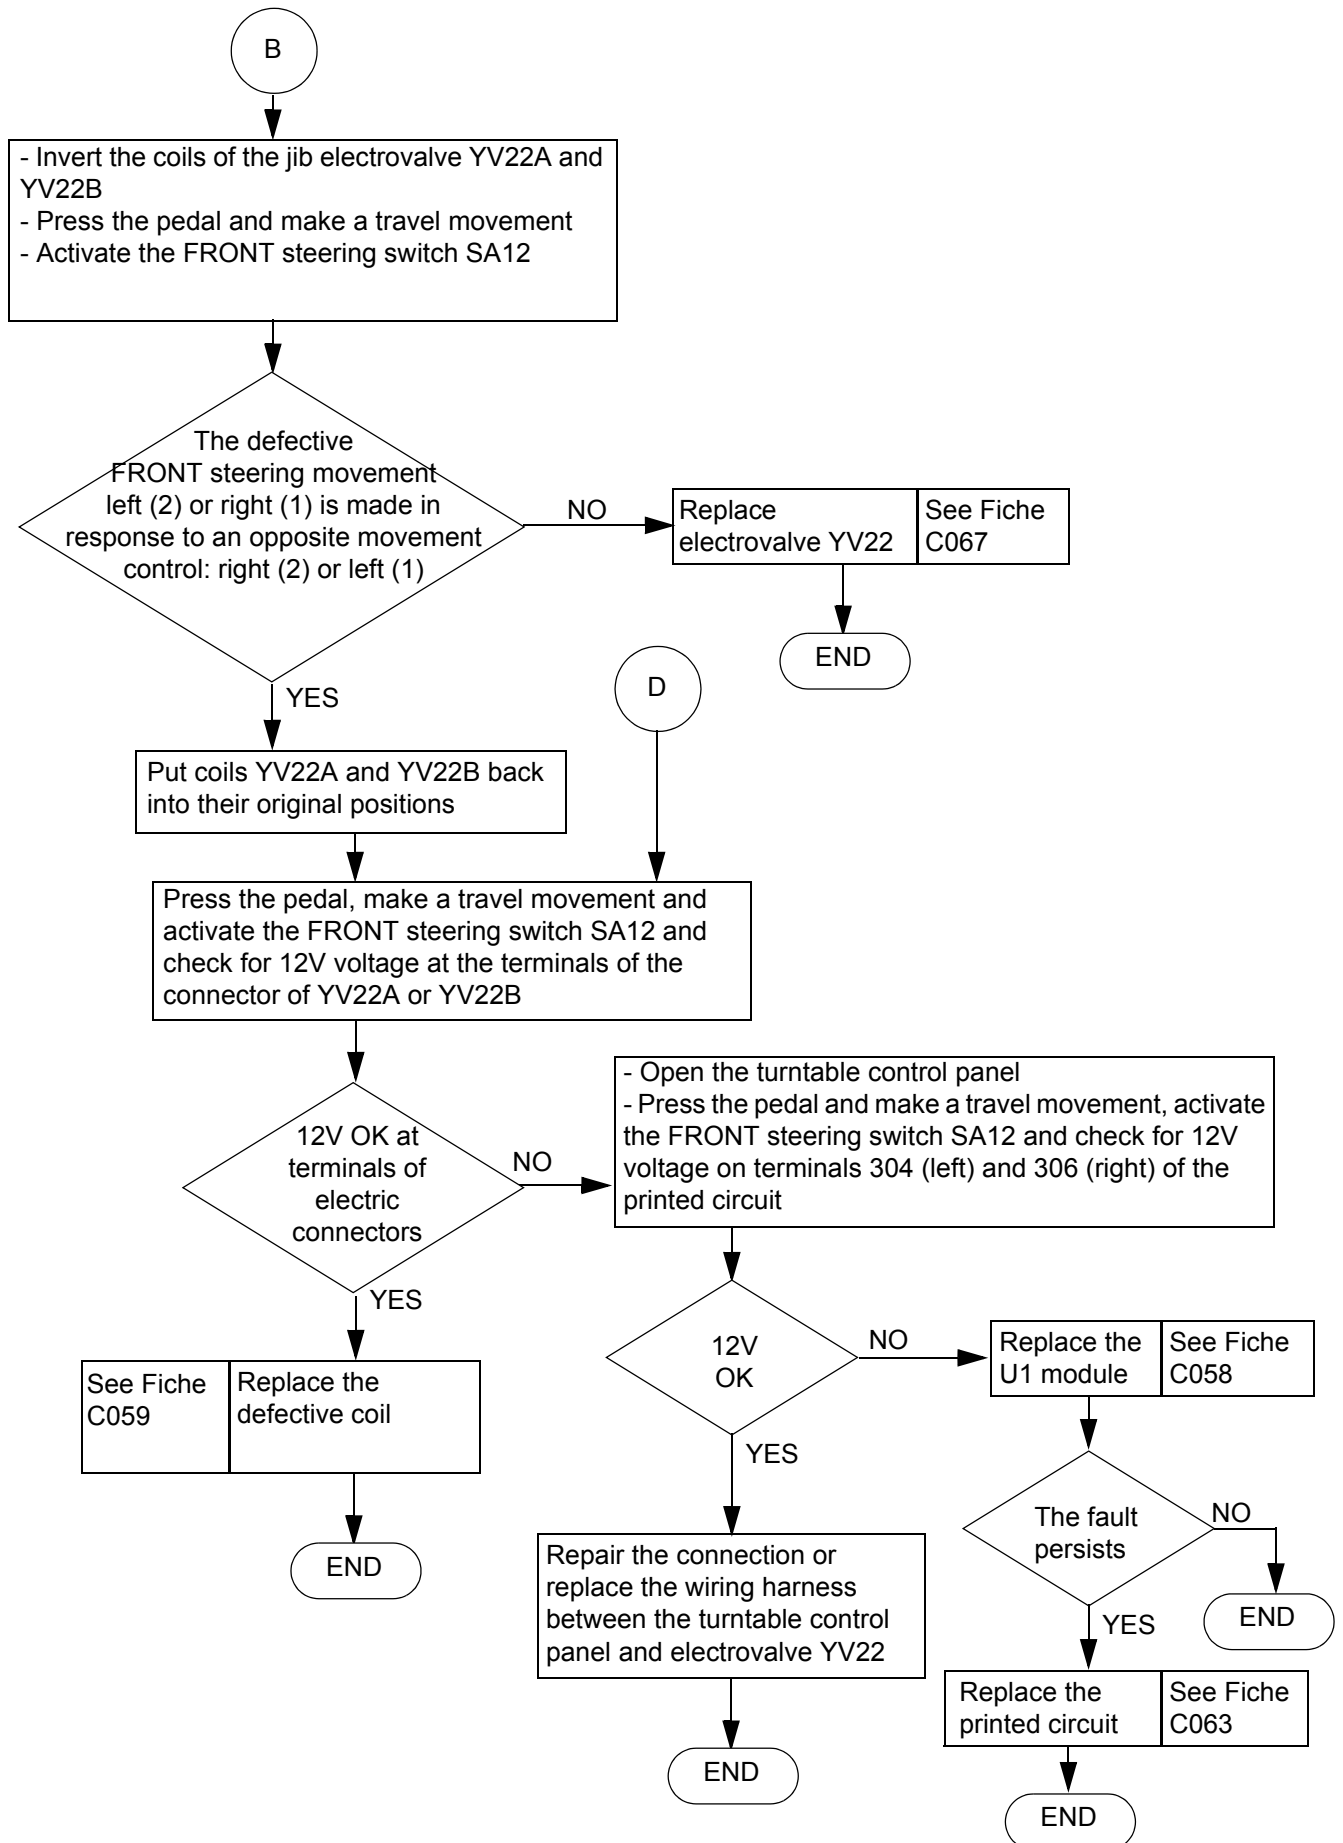 B
- Invert the coils of the jib electrovalve YV22A and
YV22B
- Press the pedal and make a travel movement
- Activate the FRONT steering switch SA12
The defective
FRONT steering movement
left (2) or right (1) is made in
response to an opposite movement
control: right (2) or left (1)
NO
Replace
electrovalve YV22
See Fiche
C067
END
YES
D
Put coils YV22A and YV22B back
into their original positions
Press the pedal, make a travel movement and
activate the FRONT steering switch SA12 and
check for 12V voltage at the terminals of the
connector of YV22A or YV22B
12V OK at
terminals of
electric
connectors
NO
- Open the turntable control panel
- Press the pedal and make a travel movement, activate
the FRONT steering switch SA12 and check for 12V
voltage on terminals 304 (left) and 306 (right) of the
printed circuit
YES
See Fiche
C059
Replace the
defective coil
END
12V
OK
NO
Replace the
U1 module
See Fiche
C058
YES
Repair the connection or
replace the wiring harness
between the turntable control
panel and electrovalve YV22
END
The fault
persists
NO
END
YES
Replace the
printed circuit
See Fiche
C063
END